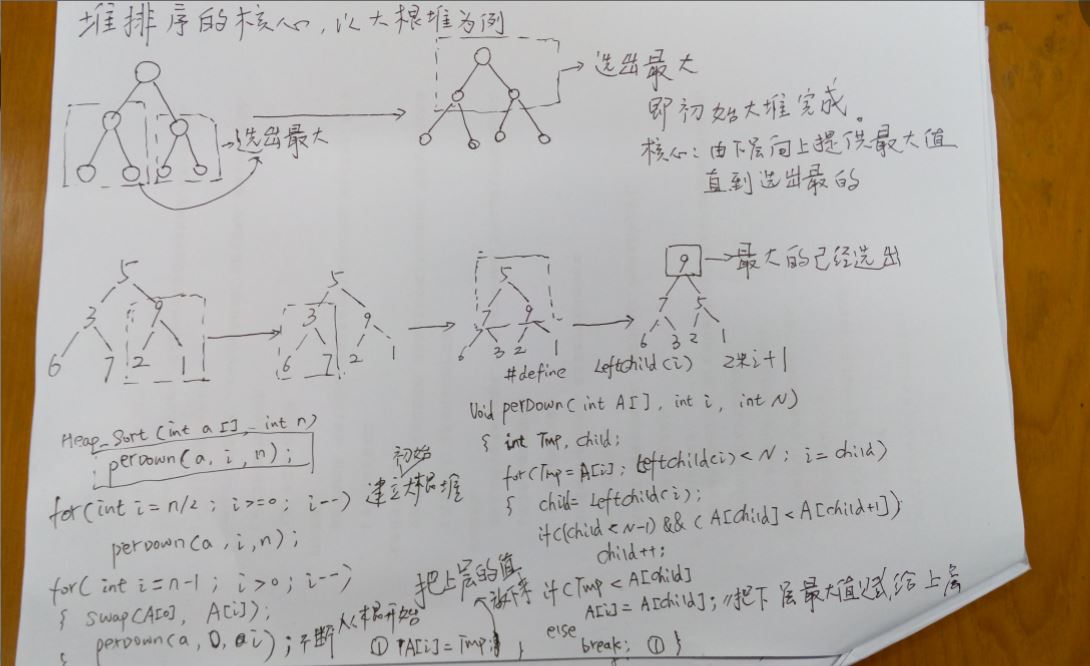 堆排序的核心,以大根堆为例
选出最大
选出最大
即初始大堆完成。
核心:由下层向上提供最大值
直到选出最的
5
3 9
6 7 2 1
5
3 9
6 7 2 1
5
7 9
6 3 2 1
9
最大的已经选出
7 5
6 3 2 1
#define LeftChild(i) 2*i+1
Void perDown( int A[], int i, int N)
{ int Tmp, child;
for(Tmp = A[i]; Leftchild(i) < N; i = child)
{ child = Leftchild(i);
if((child < N-1) && ( A[child] < A[child+1])
child++;
if(Tmp < A[child]
A[i] = A[child]; //把下层最大值 给上层
else
break; ① }
① A[i] = Tmp;
}
把上层的值
放下来
Heap_Sort (int a[], int n)
perDown(a, i, n);
初始
for(int i = n/2 ; i>=0; i--) 建立大根堆
perDown(a, i, n);
for( int i=n-1 ; i>0; i--)
{ swap(A[0], A[i]);
perDown(a, 0, i); 不断从根开始
}